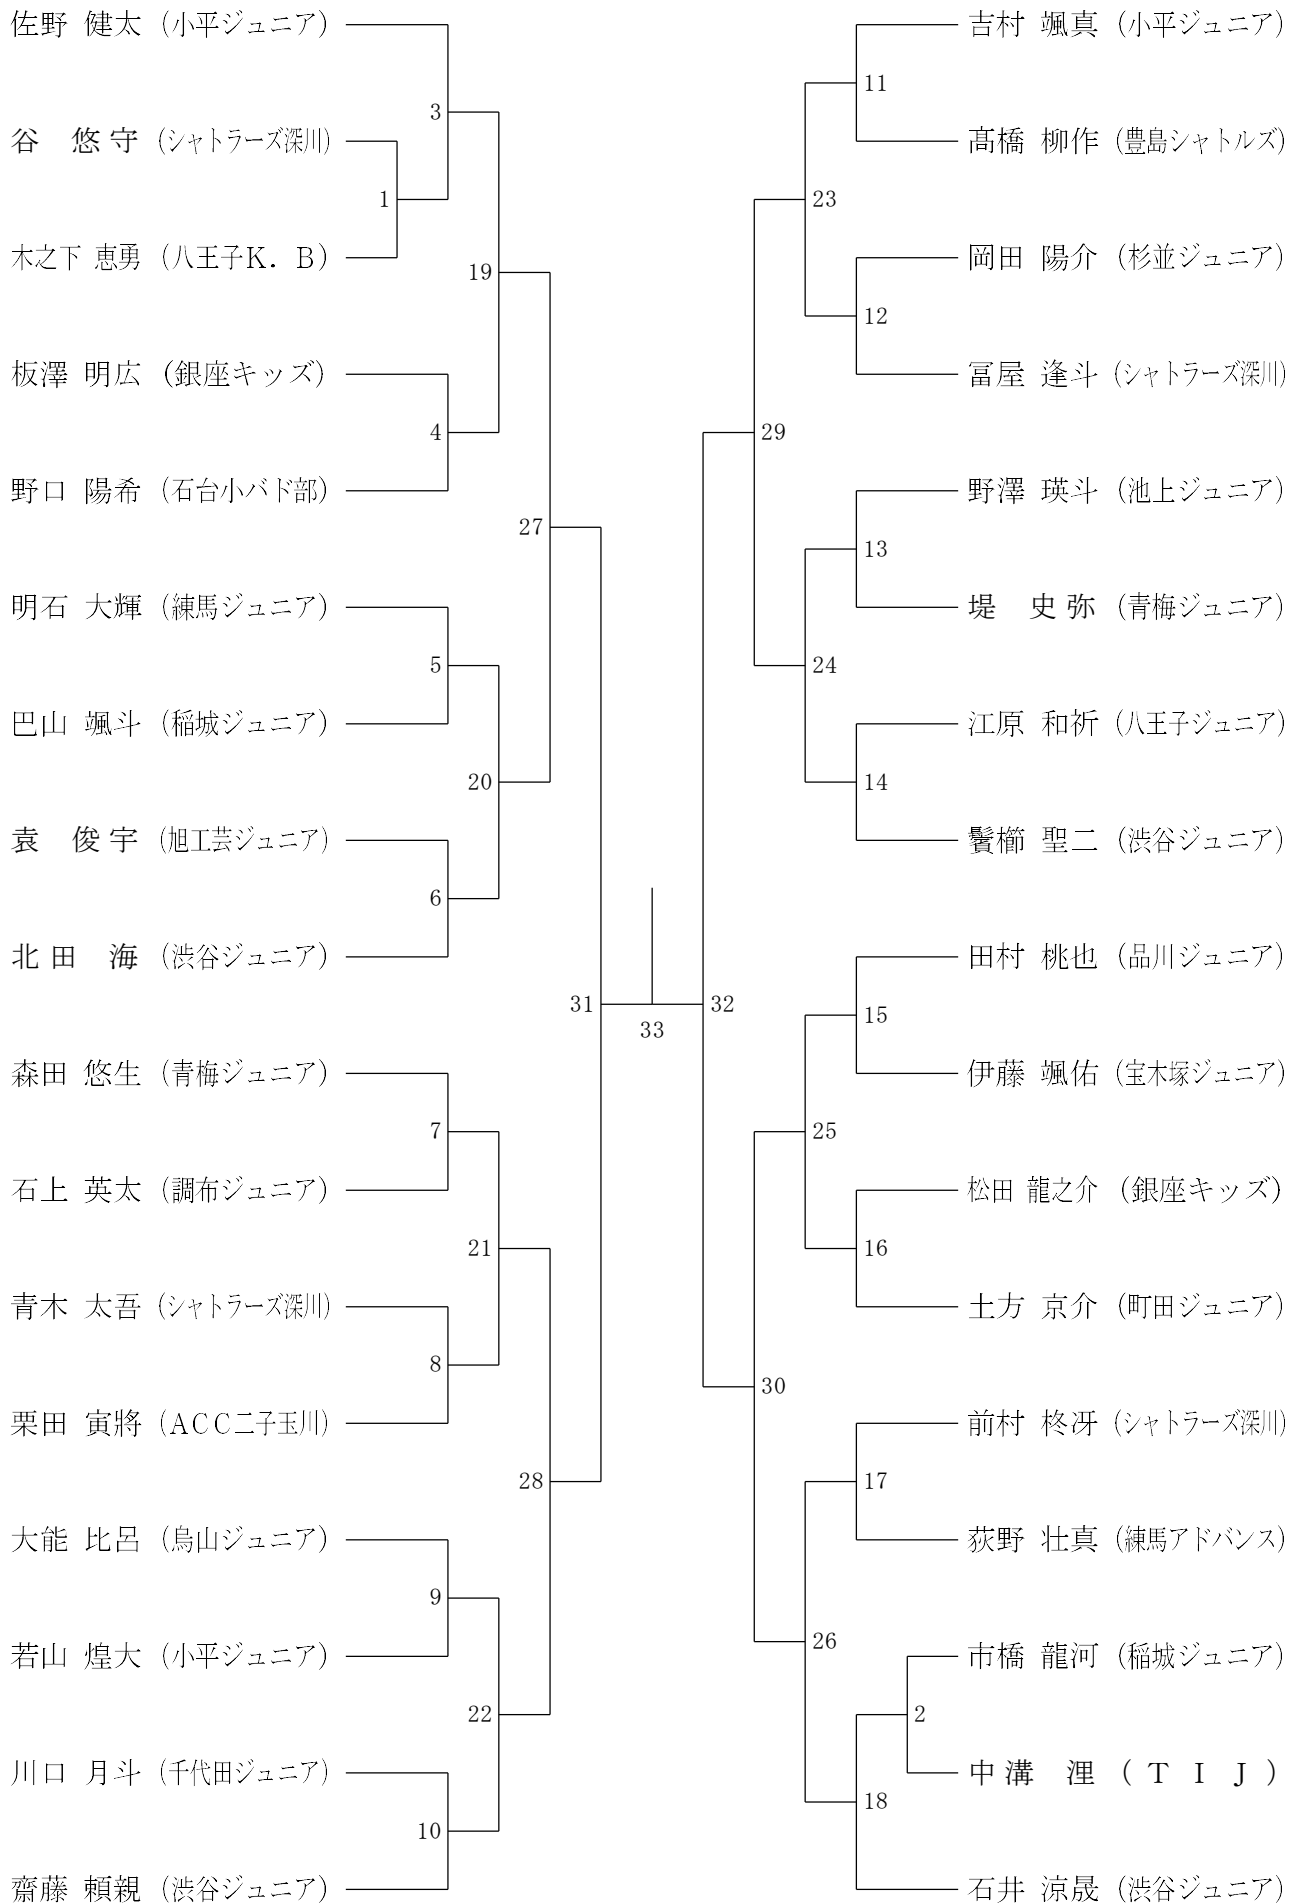 佐野 健太 (小平ジュニア)
3
谷 悠守 (シャトラーズ深川)
1
木之下 恵勇 (八王子K．B)
19
板澤 明広 (銀座キッズ)
4
野口 陽希 (石台小バド部)
27
明石 大輝 (練馬ジュニア)
5
巴山 颯斗 (稲城ジュニア)
20
袁 俊宇 (旭工芸ジュニア)
6
北田 海 (渋谷ジュニア)
31
森田 悠生 (青梅ジュニア)
7
石上 英太 (調布ジュニア)
21
青木 太吾 (シャトラーズ深川)
8
栗田 寅將 (ACC二子玉川)
28
大能 比呂 (烏山ジュニア)
9
若山 煌大 (小平ジュニア)
22
川口 月斗 (千代田ジュニア)
10
齋藤 頼親 (渋谷ジュニア)
33
吉村 颯真 (小平ジュニア)
11
髙橋 柳作 (豊島シャトルズ)
23
岡田 陽介 (杉並ジュニア)
12
冨屋 逢斗 (シャトラーズ深川)
29
野澤 瑛斗 (池上ジュニア)
13
堤 史弥 (青梅ジュニア)
24
江原 和祈 (八王子ジュニア)
14
鬢櫛 聖二 (渋谷ジュニア)
田村 桃也 (品川ジュニア)
32
15
伊藤 颯佑 (宝木塚ジュニア)
25
松田 龍之介 (銀座キッズ)
16
土方 京介 (町田ジュニア)
30
前村 柊冴 (シャトラーズ深川)
17
荻野 壮真 (練馬アドバンス)
26
市橋 龍河 (稲城ジュニア)
2
中溝 浬 (TIJ)
18
石井 涼晟 (渋谷ジュニア)